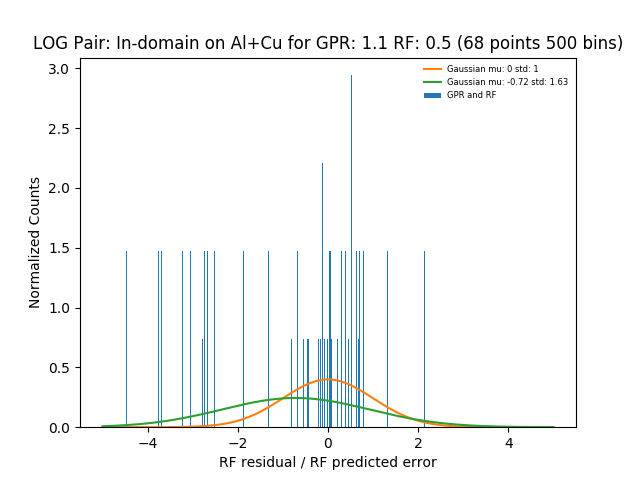 LOG Pair: In-domain on Al+Cu for GPR: 1.1 RF: 0.5 (68 points 500 bins)
Gaussian mu: 0 std: 1
Gaussian mu: -0.72 std: 1.63
GPR and RF
3.0
2.5
2.0
1.5
1.0
0.5
0.0
Normalized Counts
−4 −2 0 2 4
RF residual / RF predicted error